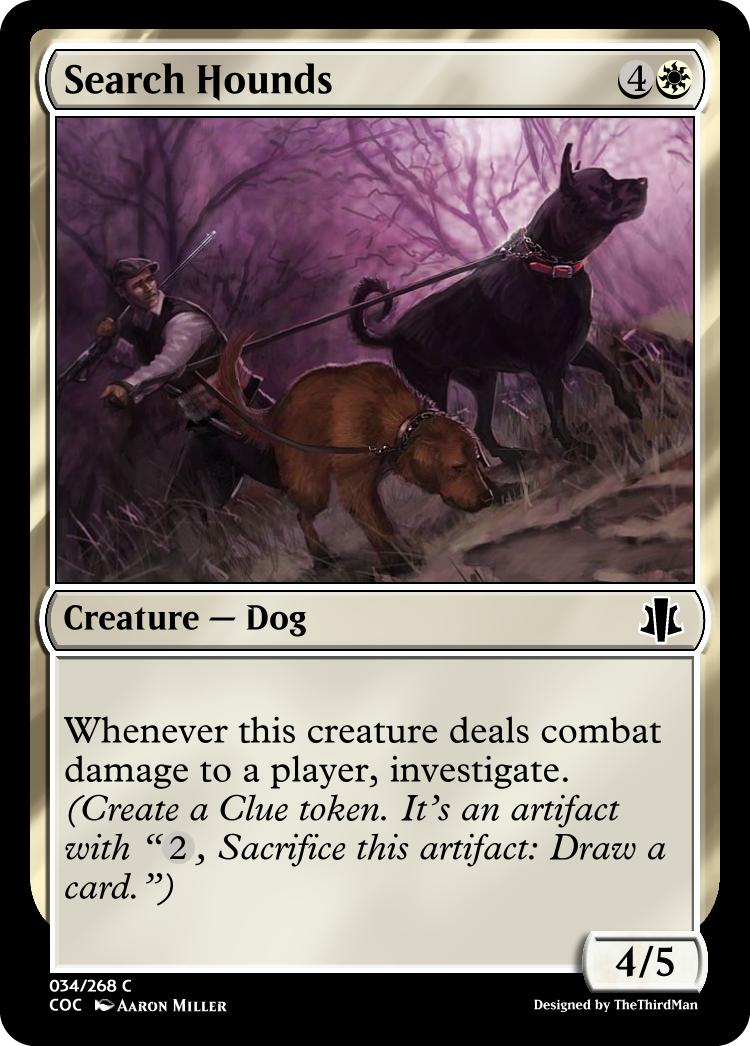 Search Hounds 4
Creature — Dog
Whenever this creature deals combat
damage to a player, investigate.
(Create a Clue token. It's an artifact
with “2, Sacrifice this artifact: Draw a
card.”)
4/5
034/268 C
COC AARON MILLER
Designed by TheThirdMan